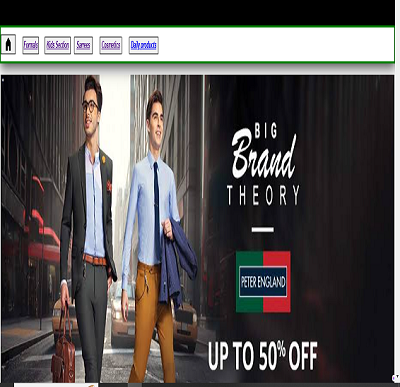 Formals Kids Section Sarees Cosmetics Daily products
BIG
Brand
THEORY
PETER ENGLAND
UP TO 50% OFF